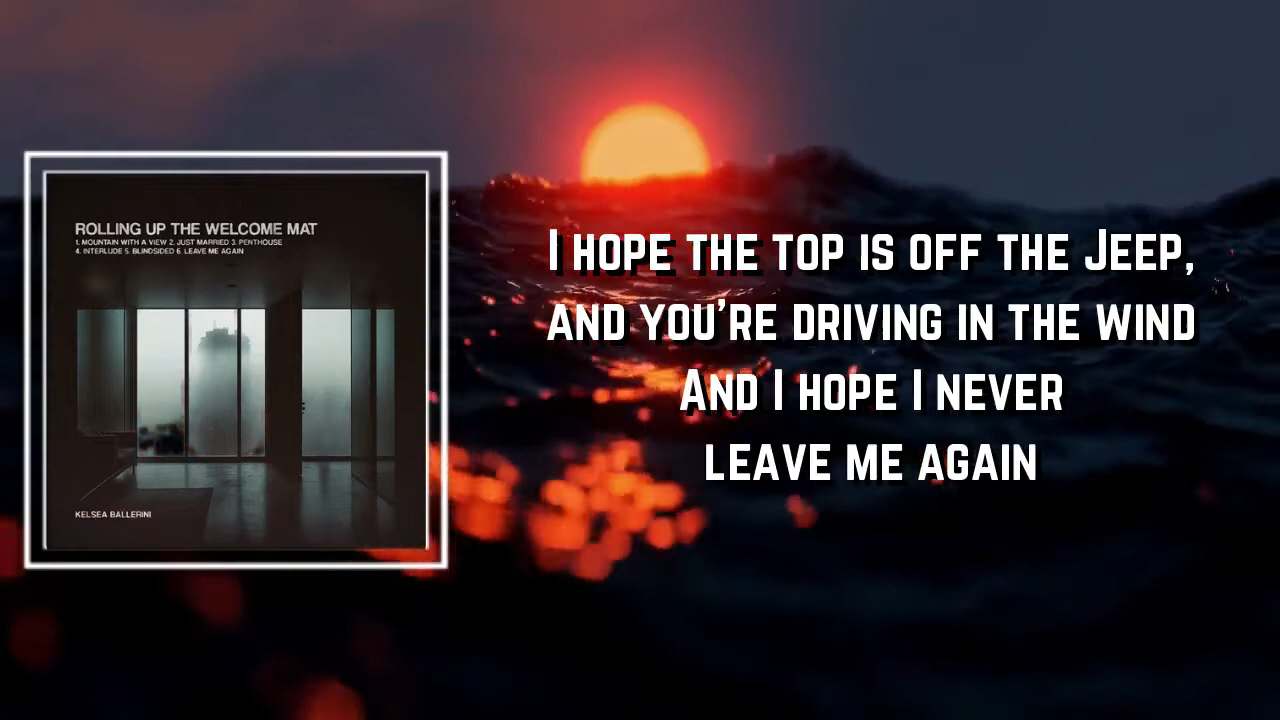 ROLLING UP THE WELCOME MAT
1. MOUNTAIN WITH A VIEW 2. JUST MARRIED 3. PENTHOUSE
4. INTERLUDE 5. BLINDSIDED 6. LEAVE ME AGAIN
KELSEA BALLERINI
I HOPE THE TOP IS OFF THE JEEP,
AND YOU'RE DRIVING IN THE WIND
AND I HOPE I NEVER
LEAVE ME AGAIN